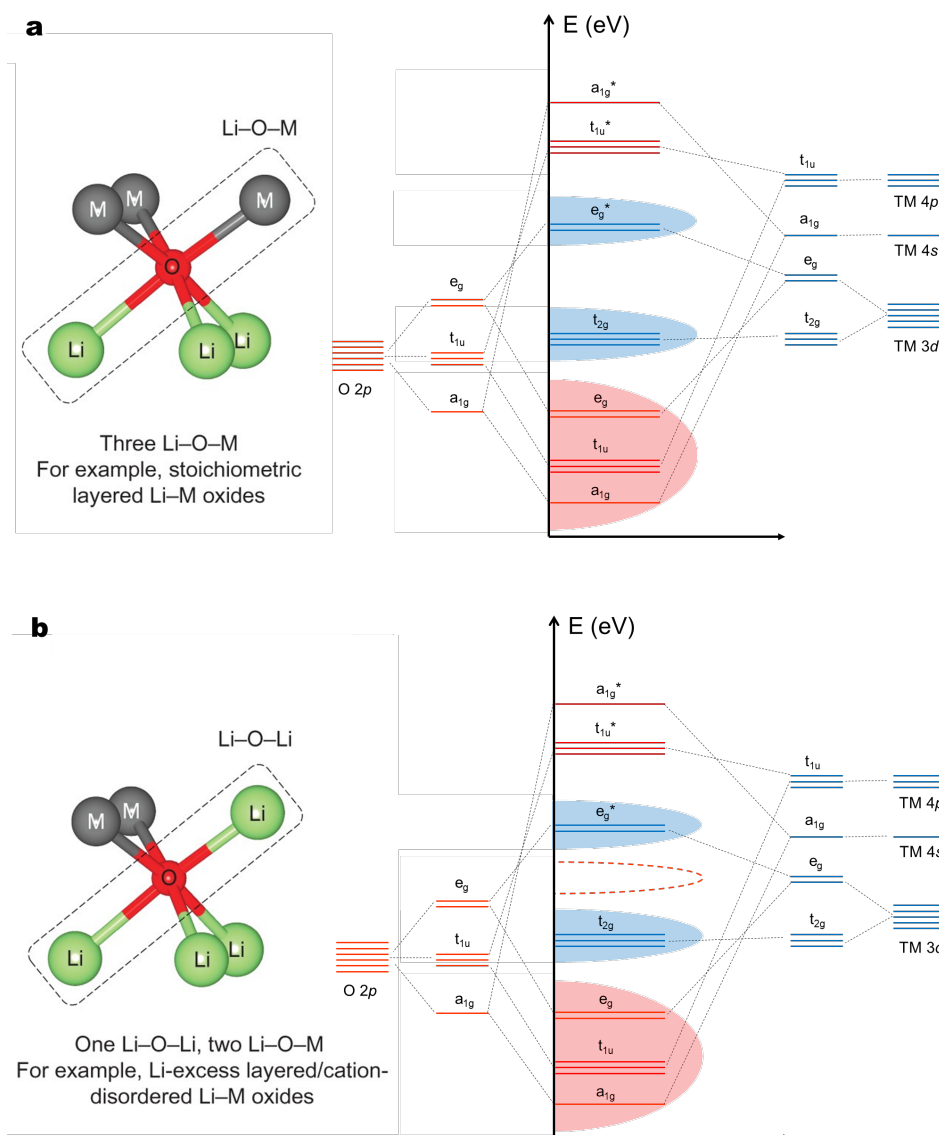 a
E (eV)
a1g*
Li–O–M
t1u*
M
M
M
t1u
TM 4p
eg*
a1g
TM 4s
O
eg
eg
t2g
t2g
Li
Li
Li
t1u
TM 3d
O 2p
a1g
eg
Three Li–O–M
For example, stoichiometric
layered Li–M oxides
t1u
a1g
b
E (eV)
a1g*
Li–O–Li
t1u*
t1u
M
M
Li
TM 4p
eg*
a1g
TM 4s
O
eg
eg
t2g
t2g
Li
Li
Li
t1u
TM 3d
O 2p
a1g
eg
One Li–O–Li, two Li–O–M
For example, Li-excess layered/cation-
disordered Li–M oxides
t1u
a1g